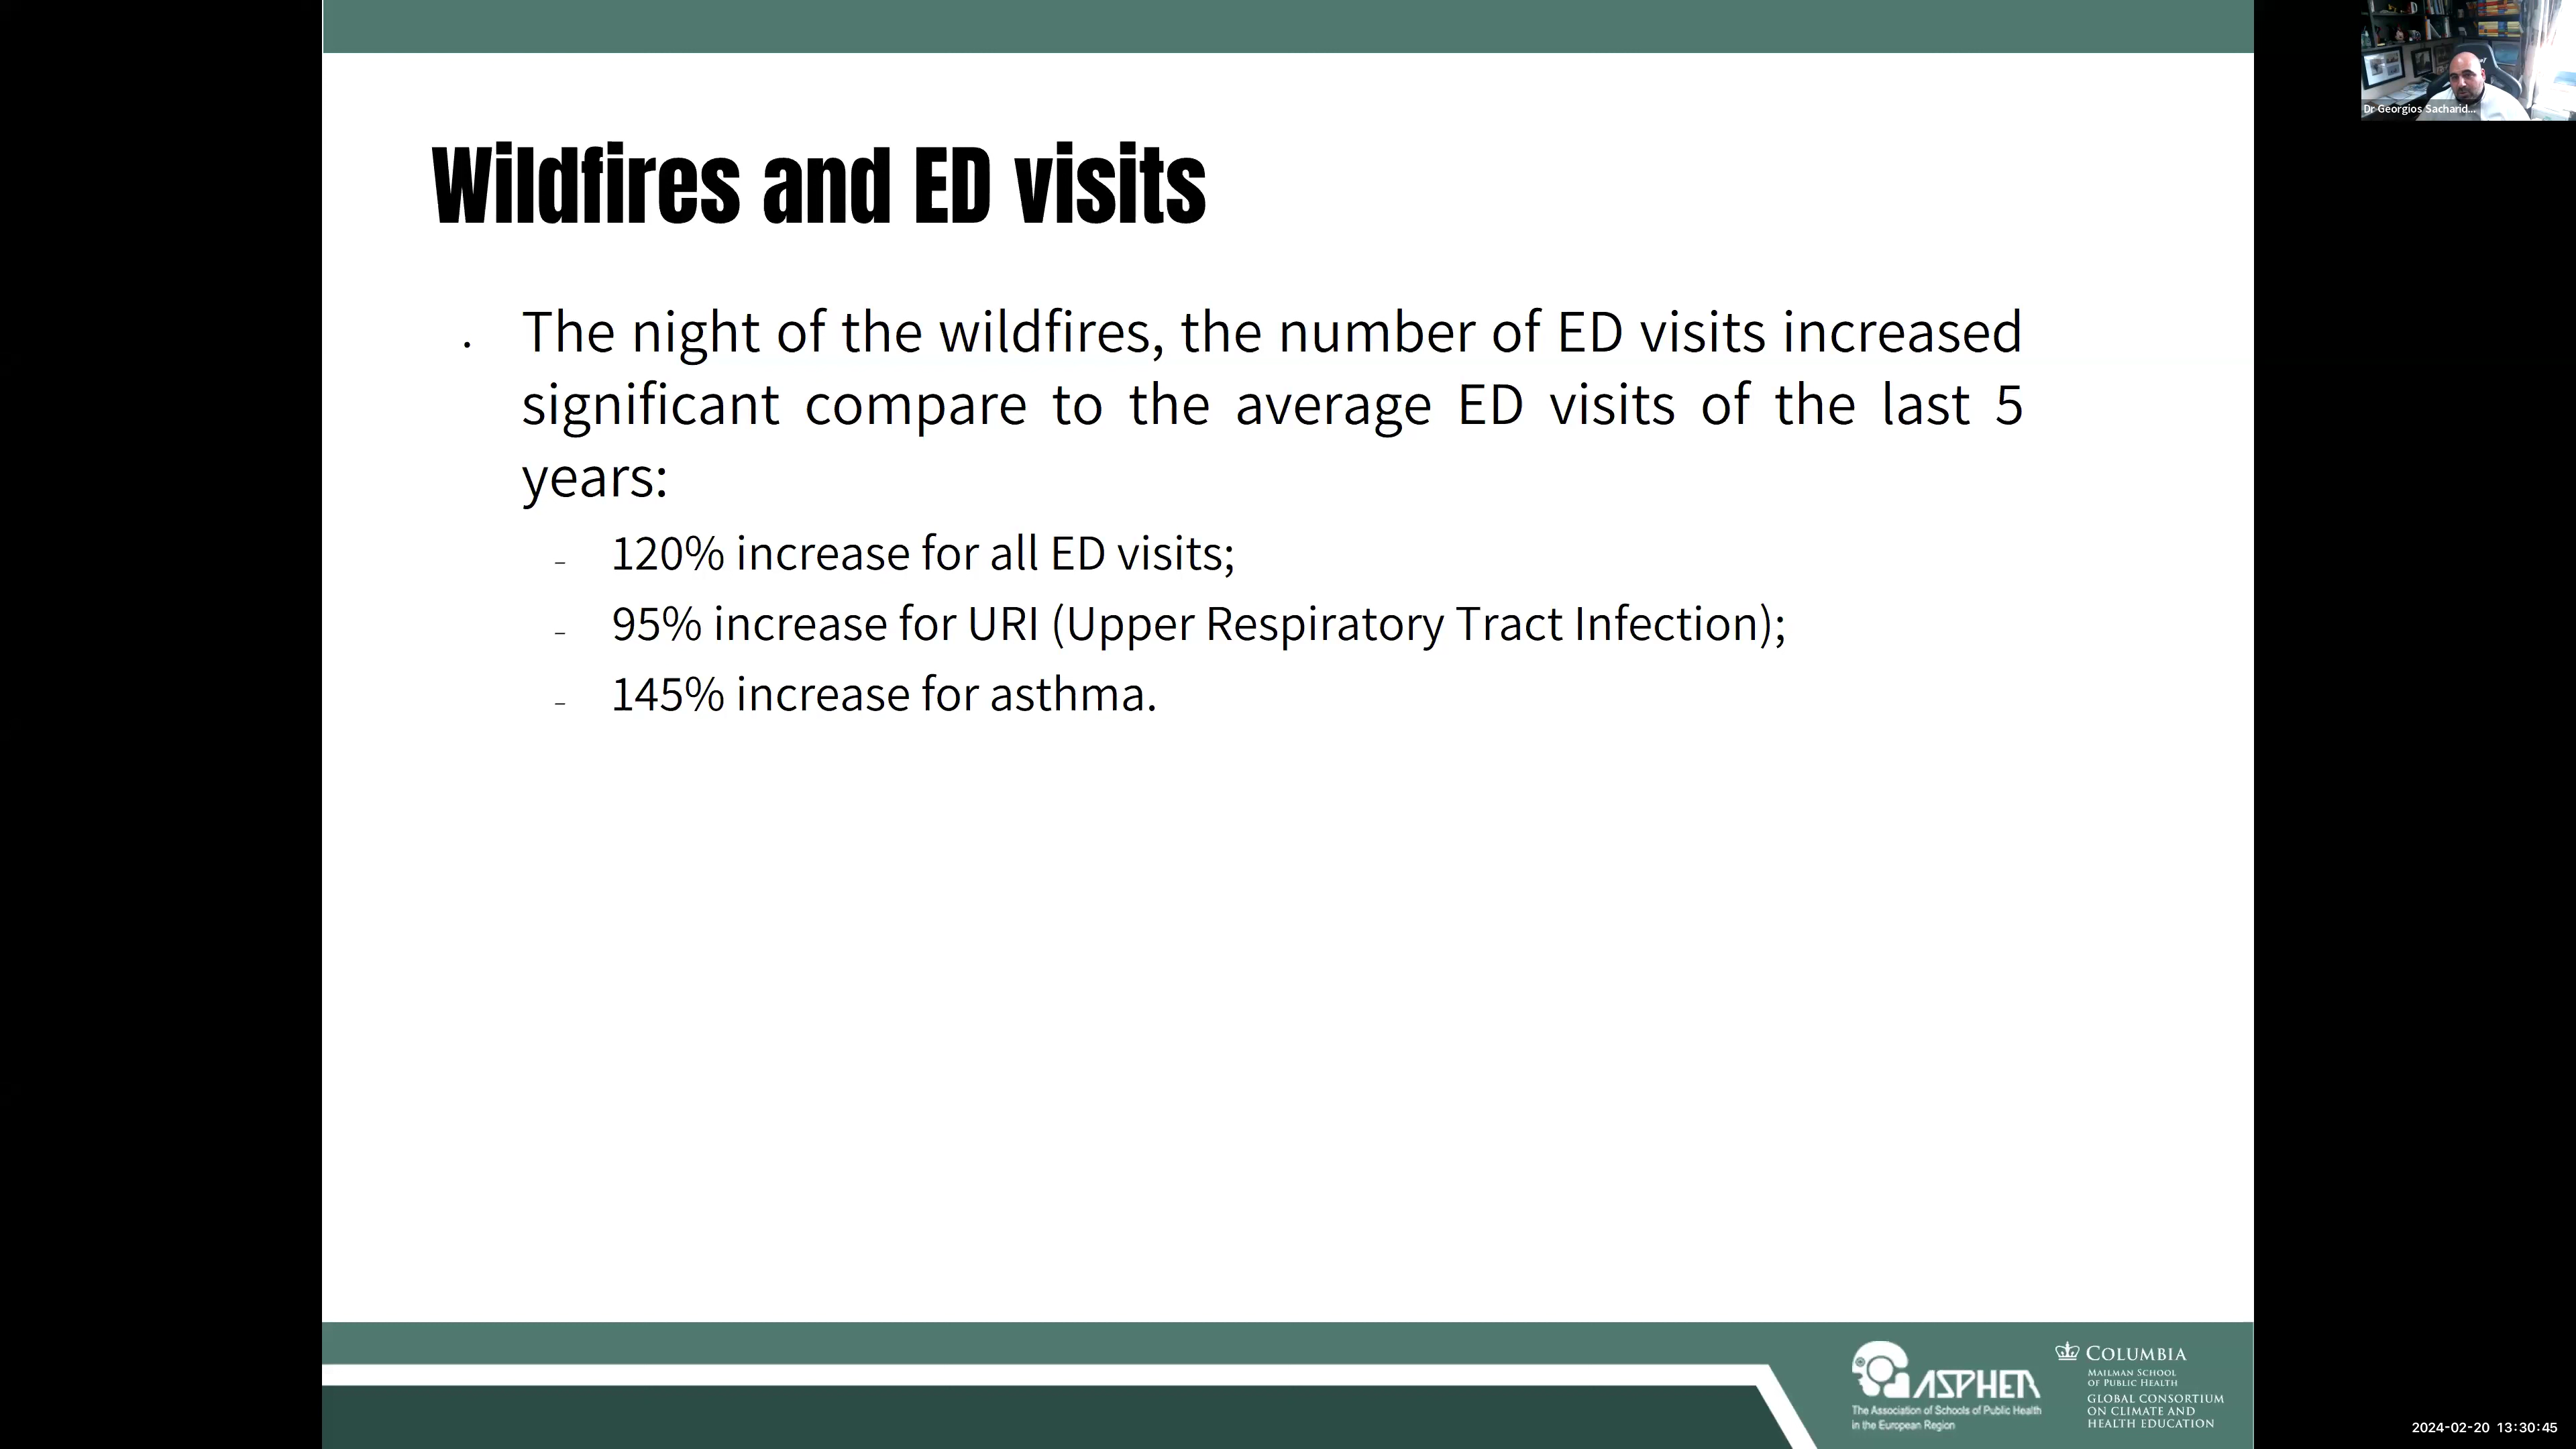 Dr Georgios Sacharid...
Wildfires and ED visits
· The night of the wildfires, the number of ED visits increased
significant compare to the average ED visits of the last 5
years:
– 120% increase for all ED visits;
– 95% increase for URI (Upper Respiratory Tract Infection);
– 145% increase for asthma.
ASPHER
The Association of Schools of Public Health
in the European Region
COLUMBIA
MAILMAN SCHOOL
OF PUBLIC HEALTH
GLOBAL CONSORTIUM
ON CLIMATE AND
HEALTH EDUCATION
2024-02-20 13:30:45